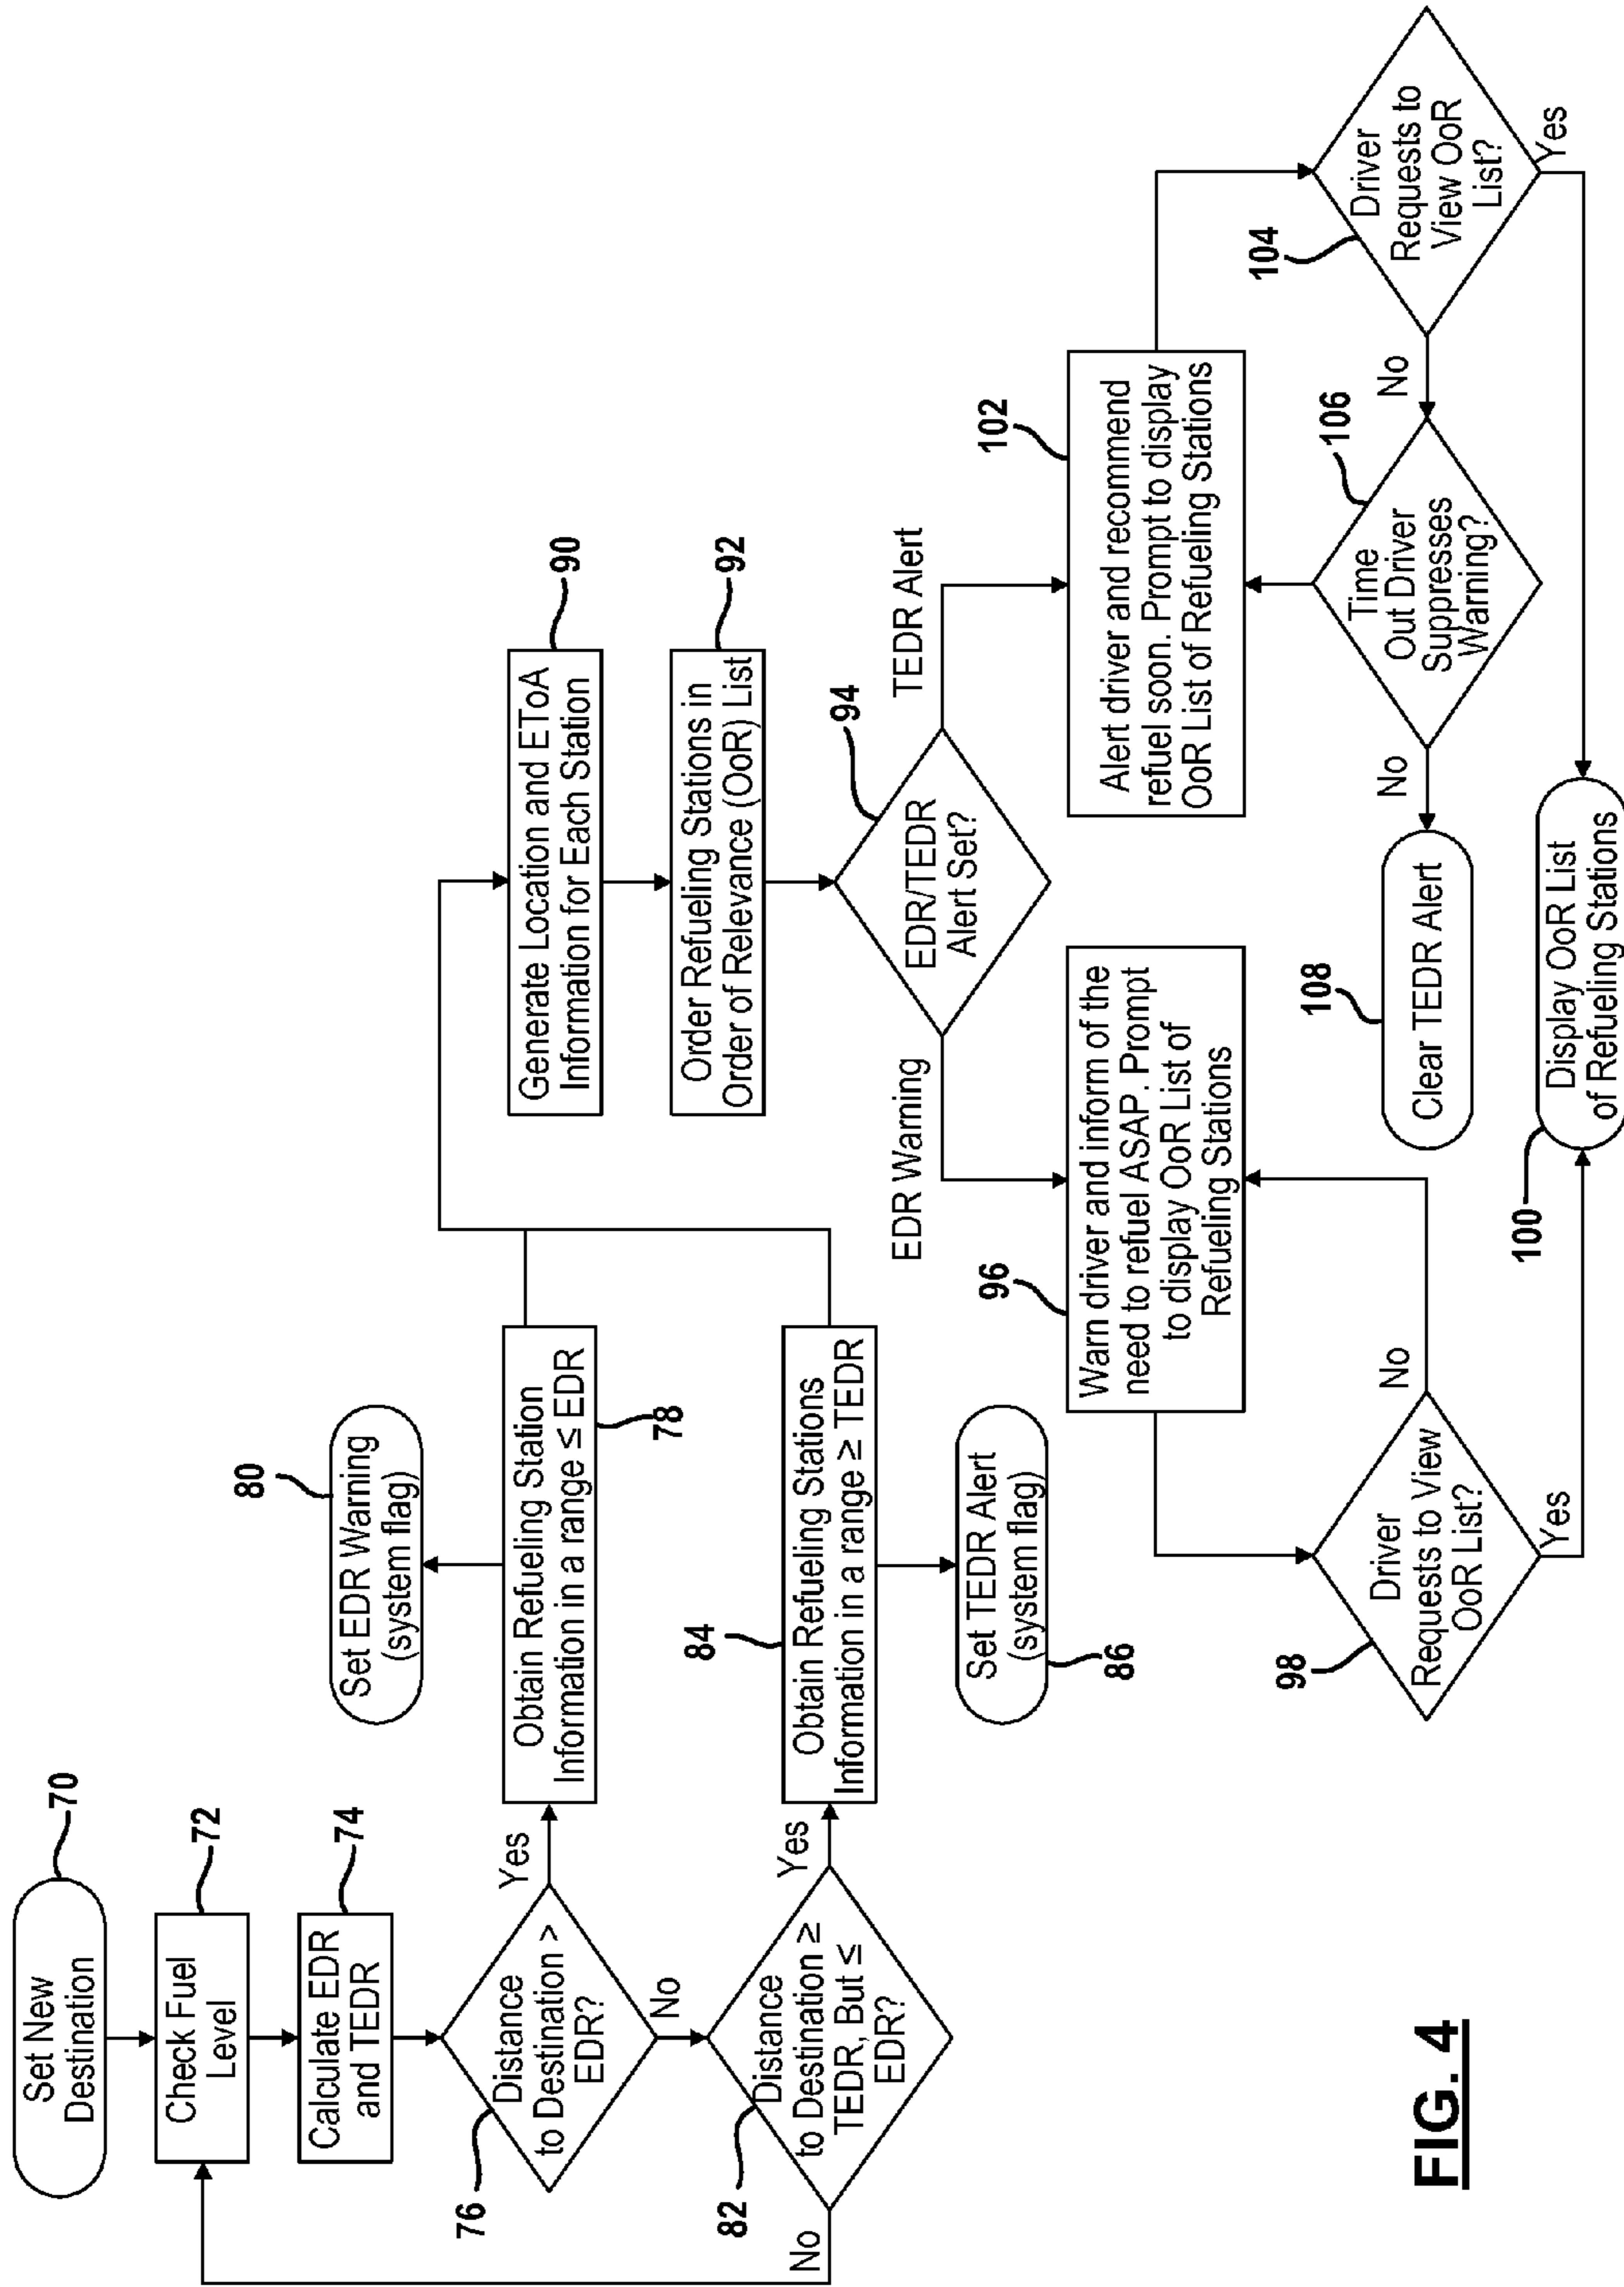 70
Set New
Destination
72
Check Fuel
Level
74
Calculate EDR
and TEDR
76
Distance
to Destination >
EDR?
Yes
No
80
Set EDR Warning
(system flag)
78
Obtain Refueling Station
Information in a range ≤ EDR
82
Distance
to Destination ≥
TEDR, But ≤
EDR?
Yes
No
84
Obtain Refueling Stations
Information in a range ≥ TEDR
86
Set TEDR Alert
(system flag)
90
Generate Location and EToA
Information for Each Station
92
Order Refueling Stations in
Order of Relevance (OoR) List
94
EDR/TEDR
Alert Set?
EDR Warning
TEDR Alert
96
Warn driver and inform of the
need to refuel ASAP. Prompt
to display OoR List of
Refueling Stations
98
Driver
Requests to View
OoR List?
No
Yes
102
Alert driver and recommend
refuel soon. Prompt to display
OoR List of Refueling Stations
104
Driver
Requests to
View OoR
List?
No
Yes
106
Time
Out Driver
Suppresses
Warning?
No
108
Clear TEDR Alert
100
Display OoR List
of Refueling Stations
FIG. 4